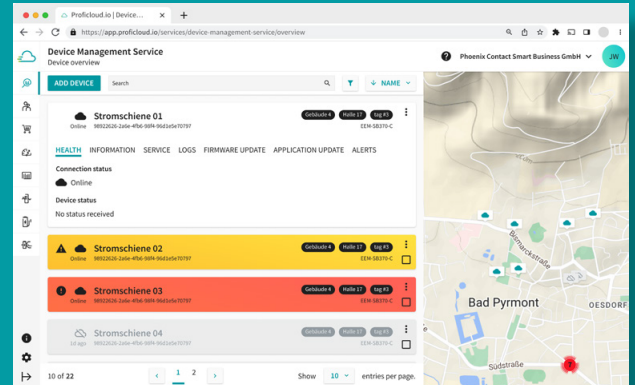 Proficloud.io | Device...
https://app.proficloud.io/services/device-management-service/overview
Device Management Service
Device overview
Phoenix Contact Smart Business GmbH
JW
ADD DEVICE
Search
NAME
Stromschiene 01
Gebäude 4
Halle 17
tag #3
Online
98922626-2a6e-4fb6-98f4-96d1e5e70797
EEM-SB370-C
HEALTH INFORMATION SERVICE LOGS FIRMWARE UPDATE APPLICATION UPDATE ALERTS
Connection status
Online
Device status
No status received
Stromschiene 02
Gebäude 4
Halle 17
tag #3
Online
98922626-2a6e-4fb6-98f4-96d1e5e70797
EEM-SB370-C
Stromschiene 03
Gebäude 4
Halle 17
tag #3
Online
98922626-2a6e-4fb6-98f4-96d1e5e70797
EEM-SB370-C
Stromschiene 04
Gebäude 4
Halle 17
tag #3
1d ago
98922626-2a6e-4fb6-98f4-96d1e5e70797
EEM-SB370-C
10 of 22
1 2
Show 10 entries per page.
Bismarckstraße
Bad Pyrmont
OESDORF
Südstraße
?